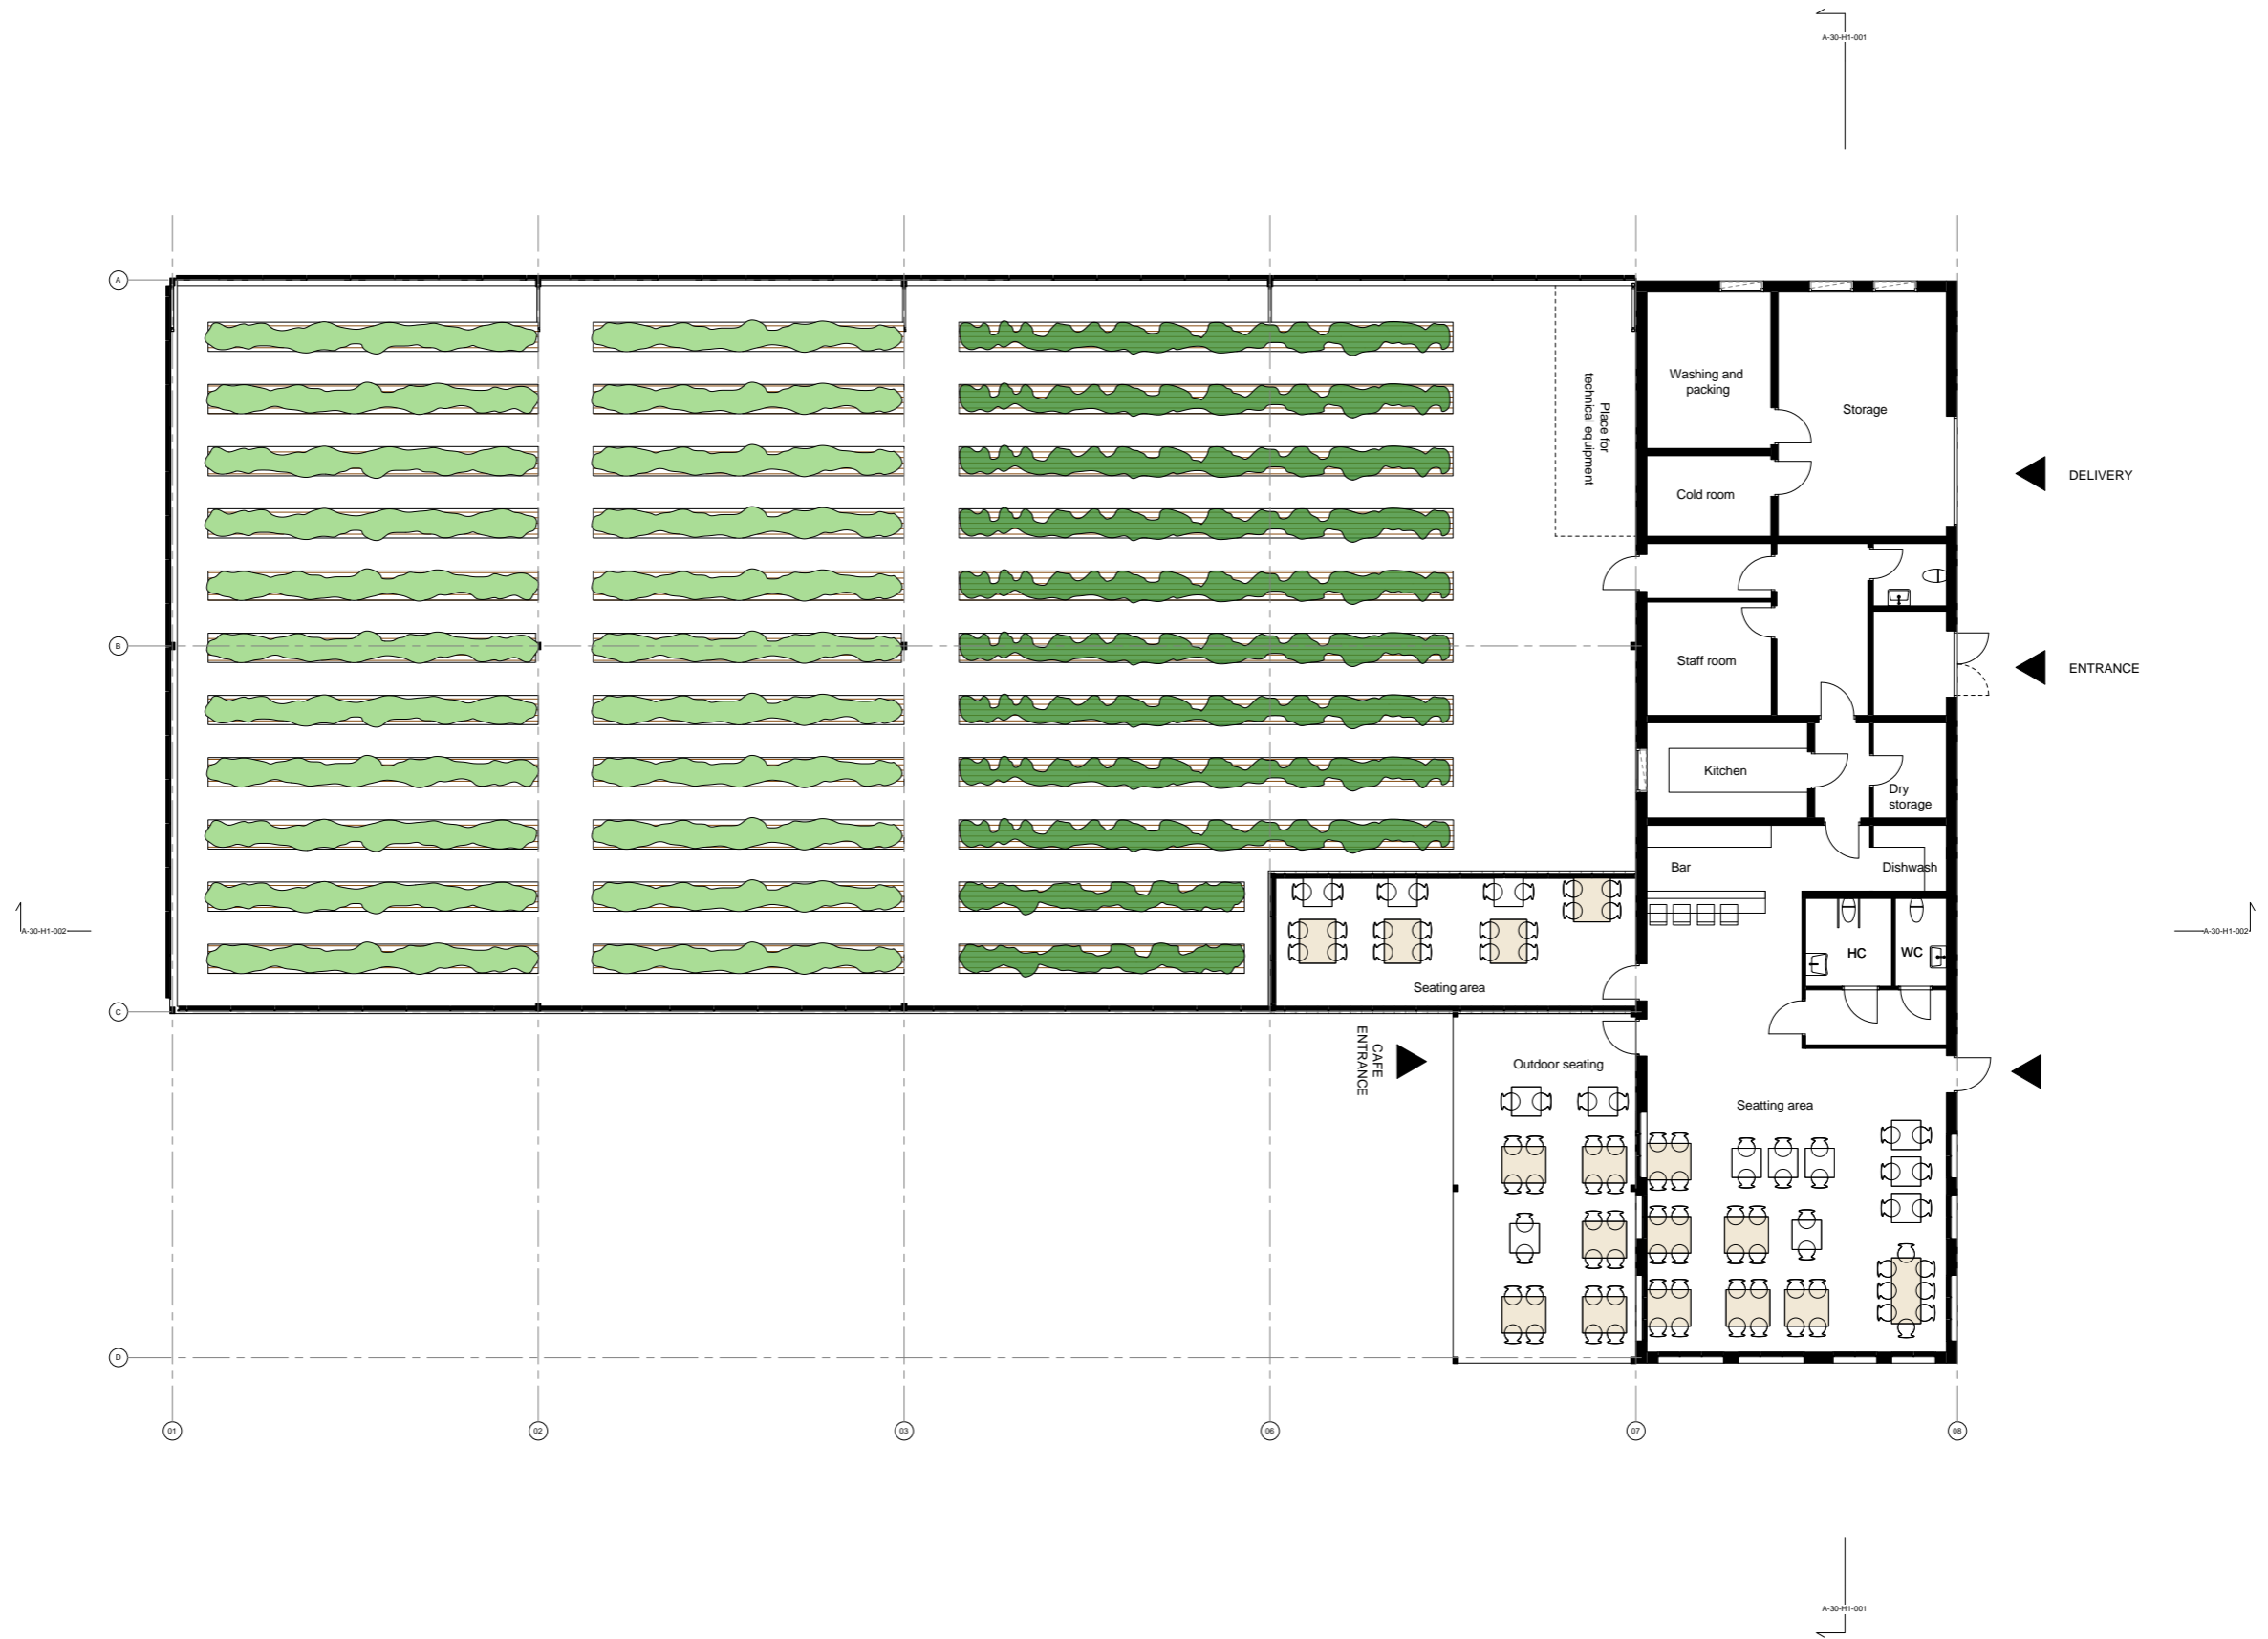 A-30-H1-001
A
Washing and
packing
Place for
technical equipment
Storage
DELIVERY
Cold room
B
Staff room
ENTRANCE
Kitchen
Dry
storage
Bar
Dishwash
A-30-H1-002
A-30-H1-002
HC
WC
Seating area
C
CAFE
ENTRANCE
Outdoor seating
Seatting area
D
01
02
03
06
07
08
A-30-H1-001